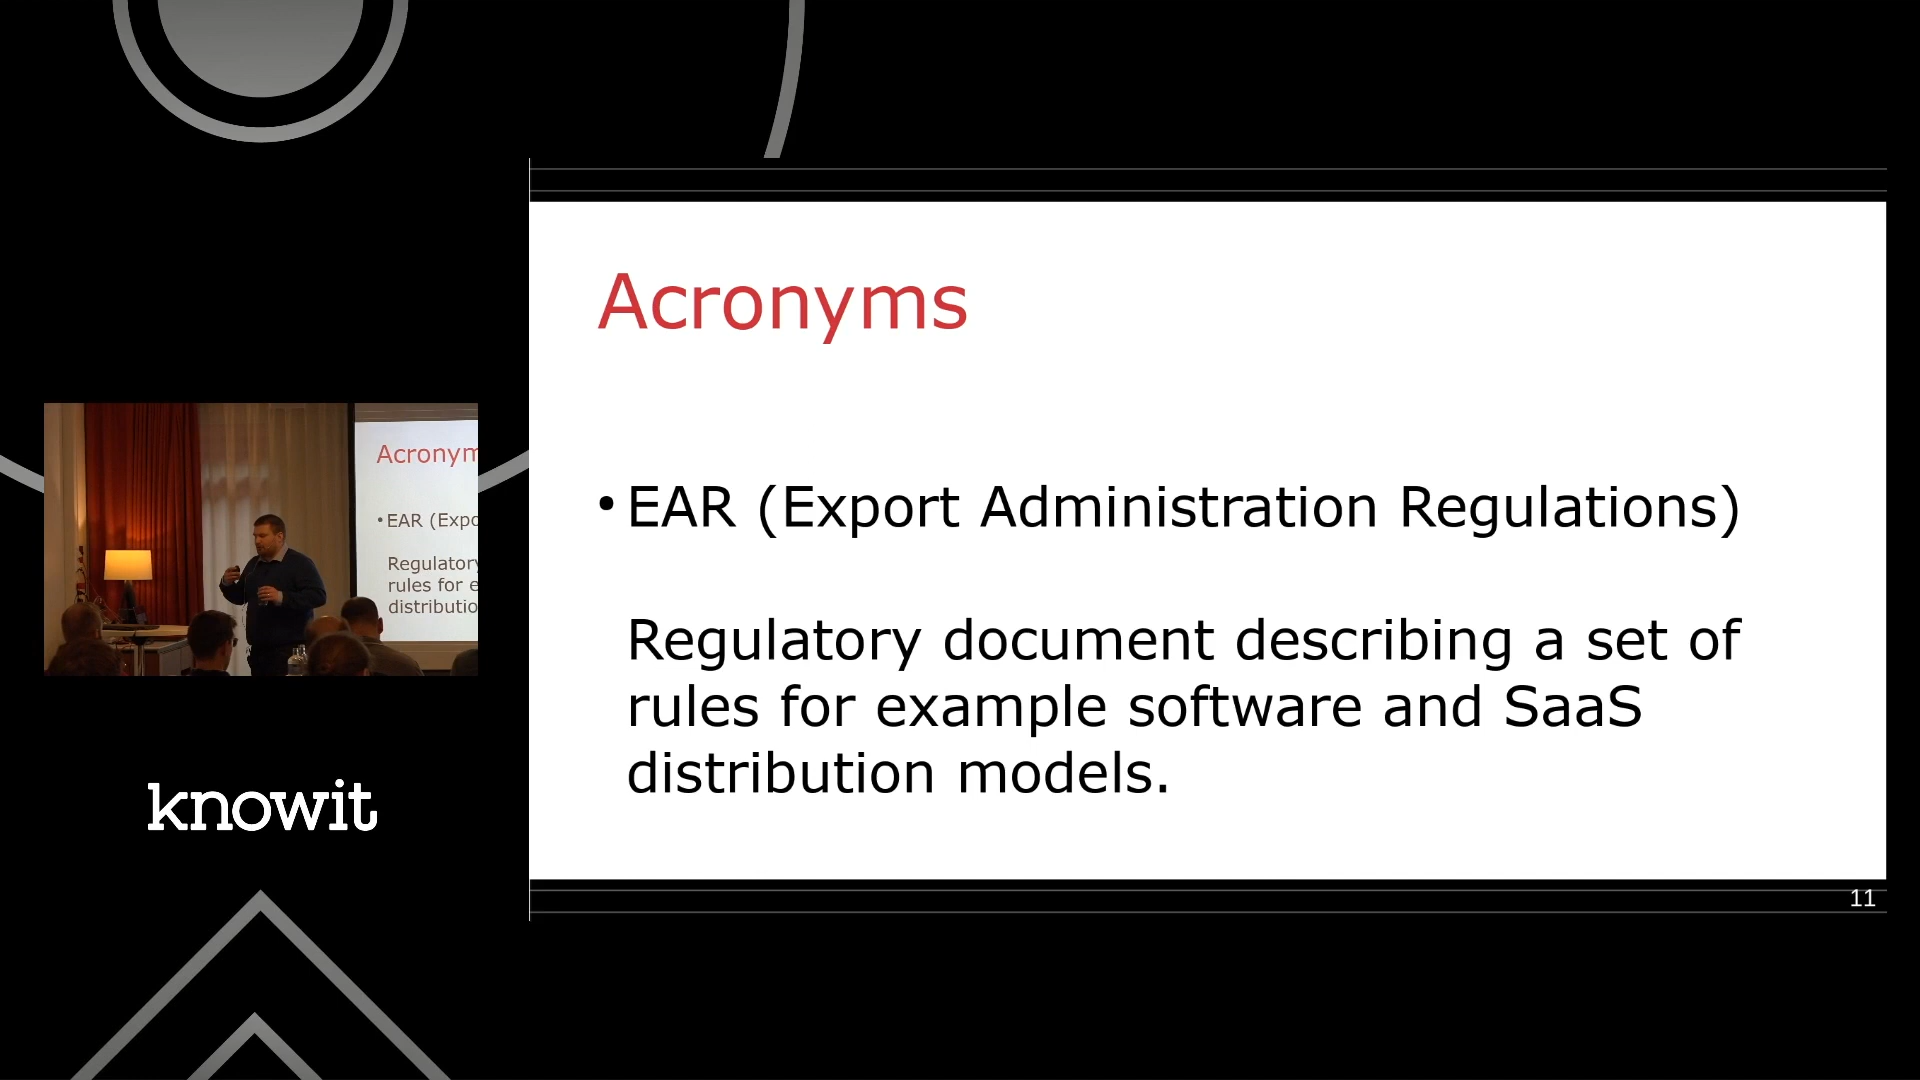 Acronyms
• EAR (Export Administration Regulations)
Regulatory document describing a set of
rules for example software and SaaS
distribution models.
11
Acronym
• EAR (Expo
Regulatory
rules for e
distributio
knowit